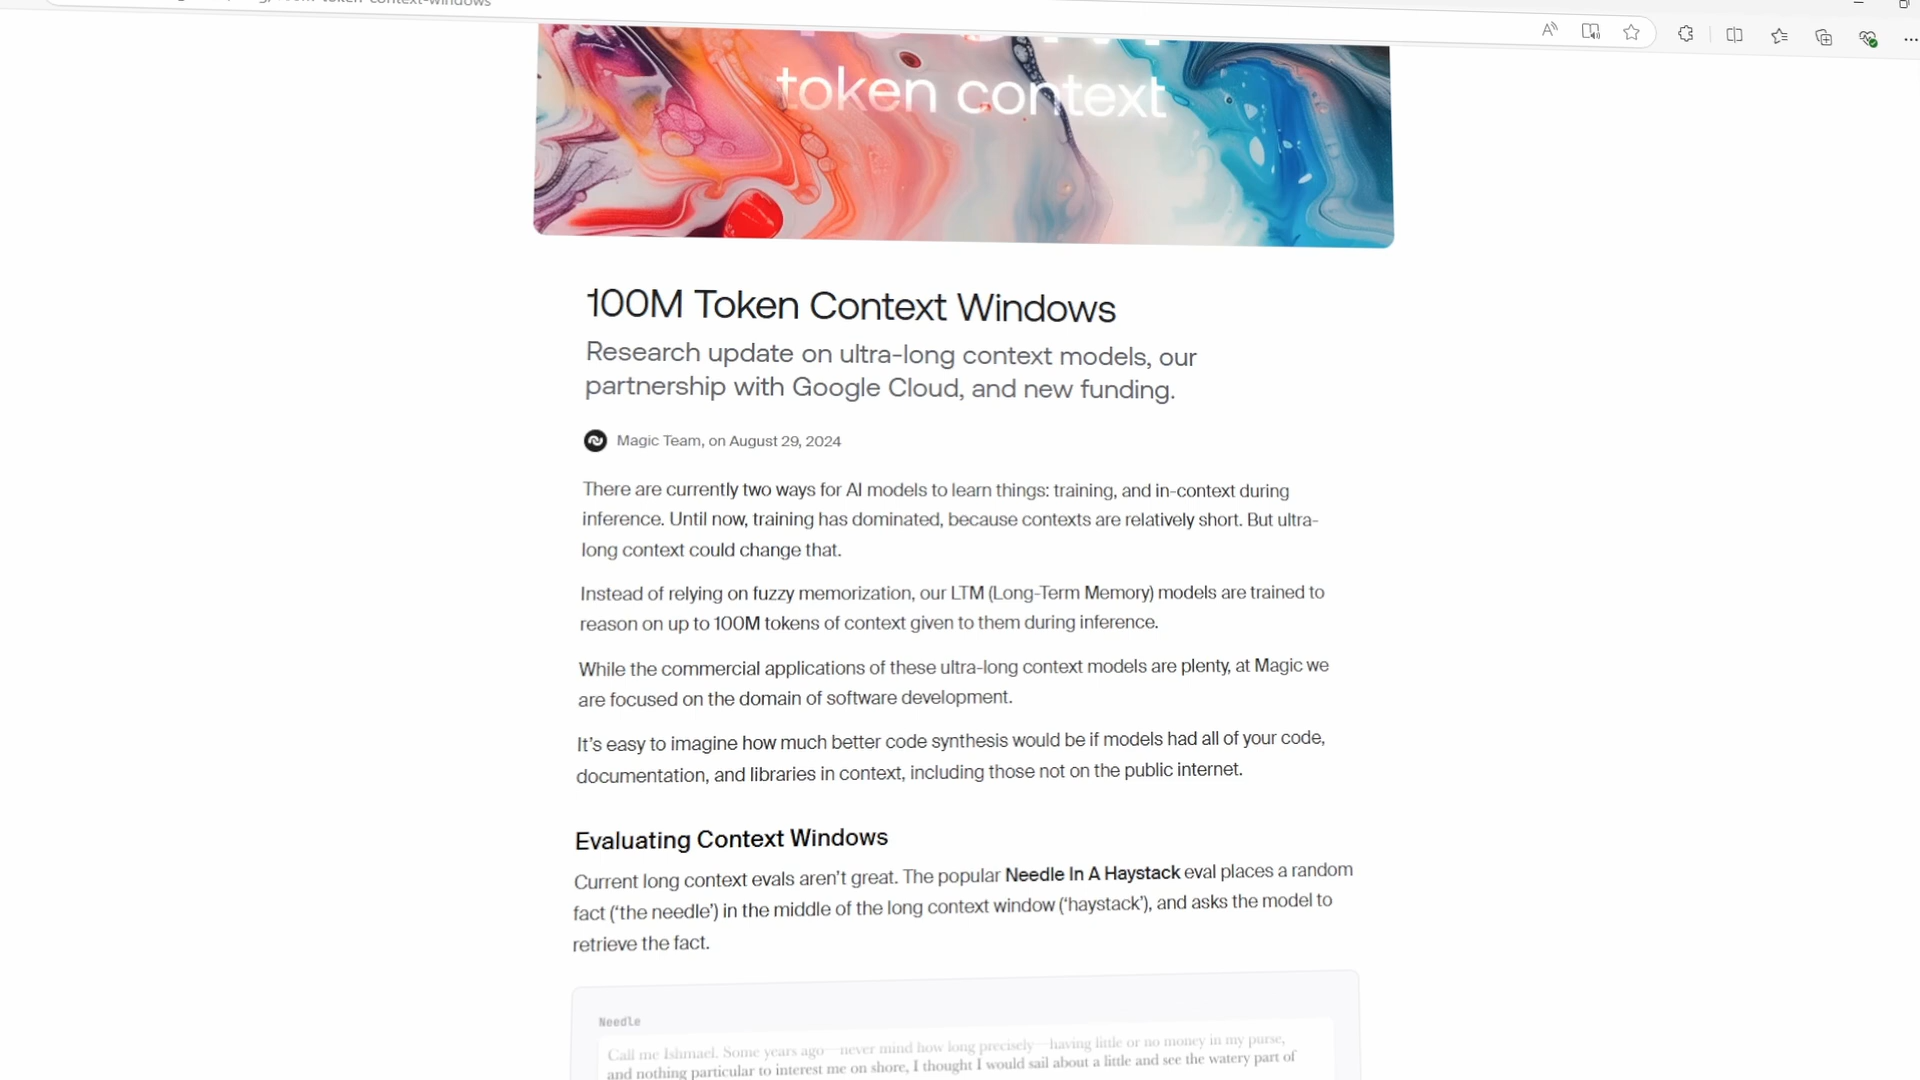 token-context-windows
token context
100M Token Context Windows
Research update on ultra-long context models, our
partnership with Google Cloud, and new funding.
Magic Team, on August 29, 2024
There are currently two ways for AI models to learn things: training, and in-context during
inference. Until now, training has dominated, because contexts are relatively short. But ultra-
long context could change that.
Instead of relying on fuzzy memorization, our LTM (Long-Term Memory) models are trained to
reason on up to 100M tokens of context given to them during inference.
While the commercial applications of these ultra-long context models are plenty, at Magic we
are focused on the domain of software development.
It’s easy to imagine how much better code synthesis would be if models had all of your code,
documentation, and libraries in context, including those not on the public internet.
Evaluating Context Windows
Current long context evals aren’t great. The popular Needle In A Haystack eval places a random
fact (‘the needle’) in the middle of the long context window (‘haystack’), and asks the model to
retrieve the fact.
Needle
Call me Ishmael. Some years ago—never mind how long precisely—having little or no money in my purse,
and nothing particular to interest me on shore, I thought I would sail about a little and see the watery part of